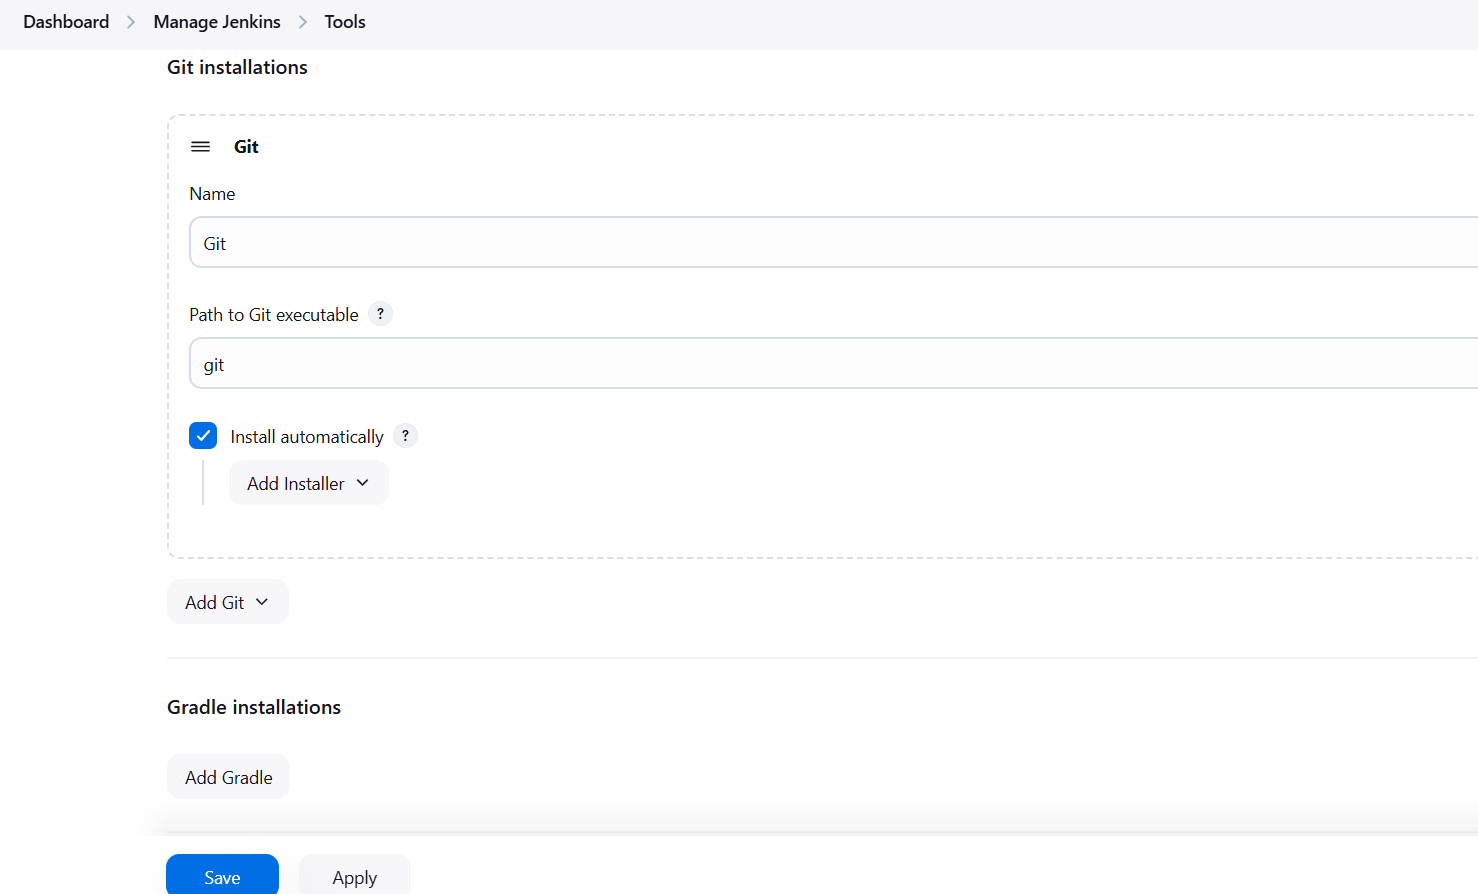 Dashboard > Manage Jenkins > Tools
Git installations
Git
Name
Git
Path to Git executable ?
git
Install automatically ?
Add Installer
Add Git
Gradle installations
Add Gradle
Save Apply